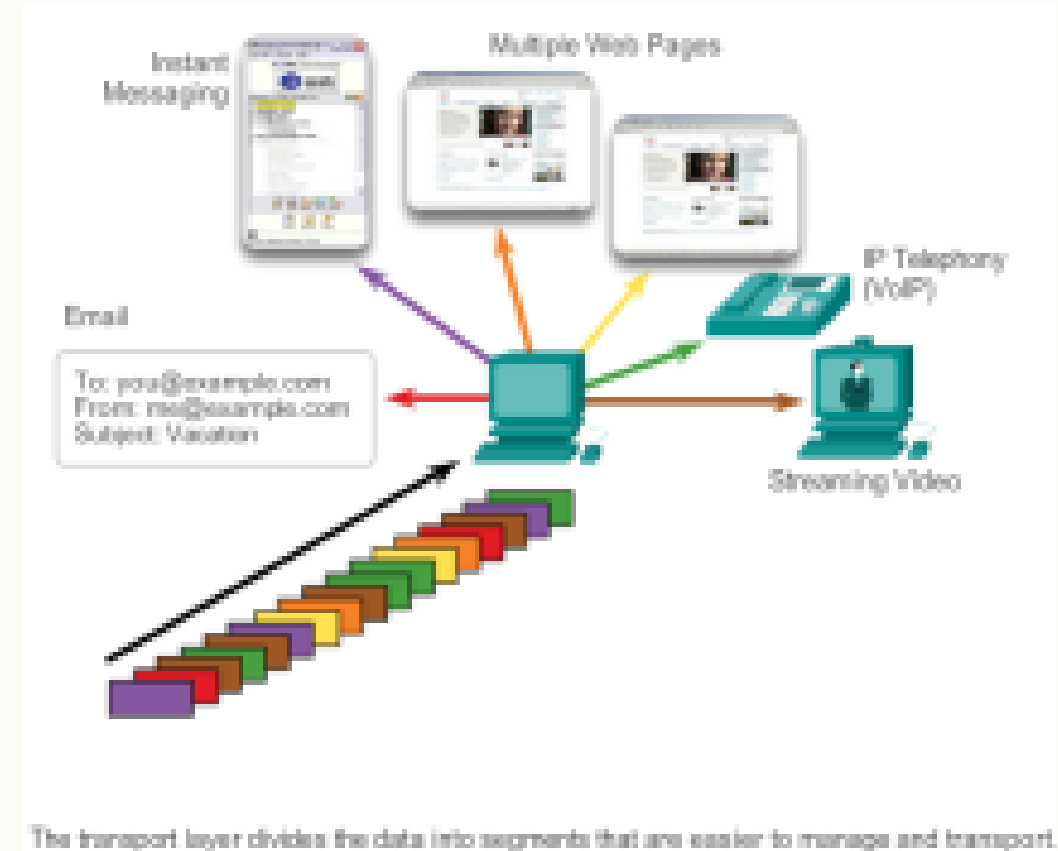 Instant
Messaging
Multiple Web Pages
IP Telephony
(VoIP)
Email
To: you@example.com
From: me@example.com
Subject: Vacation
Streaming Video
The transport layer divides the data into segments that are easier to manage and transport.